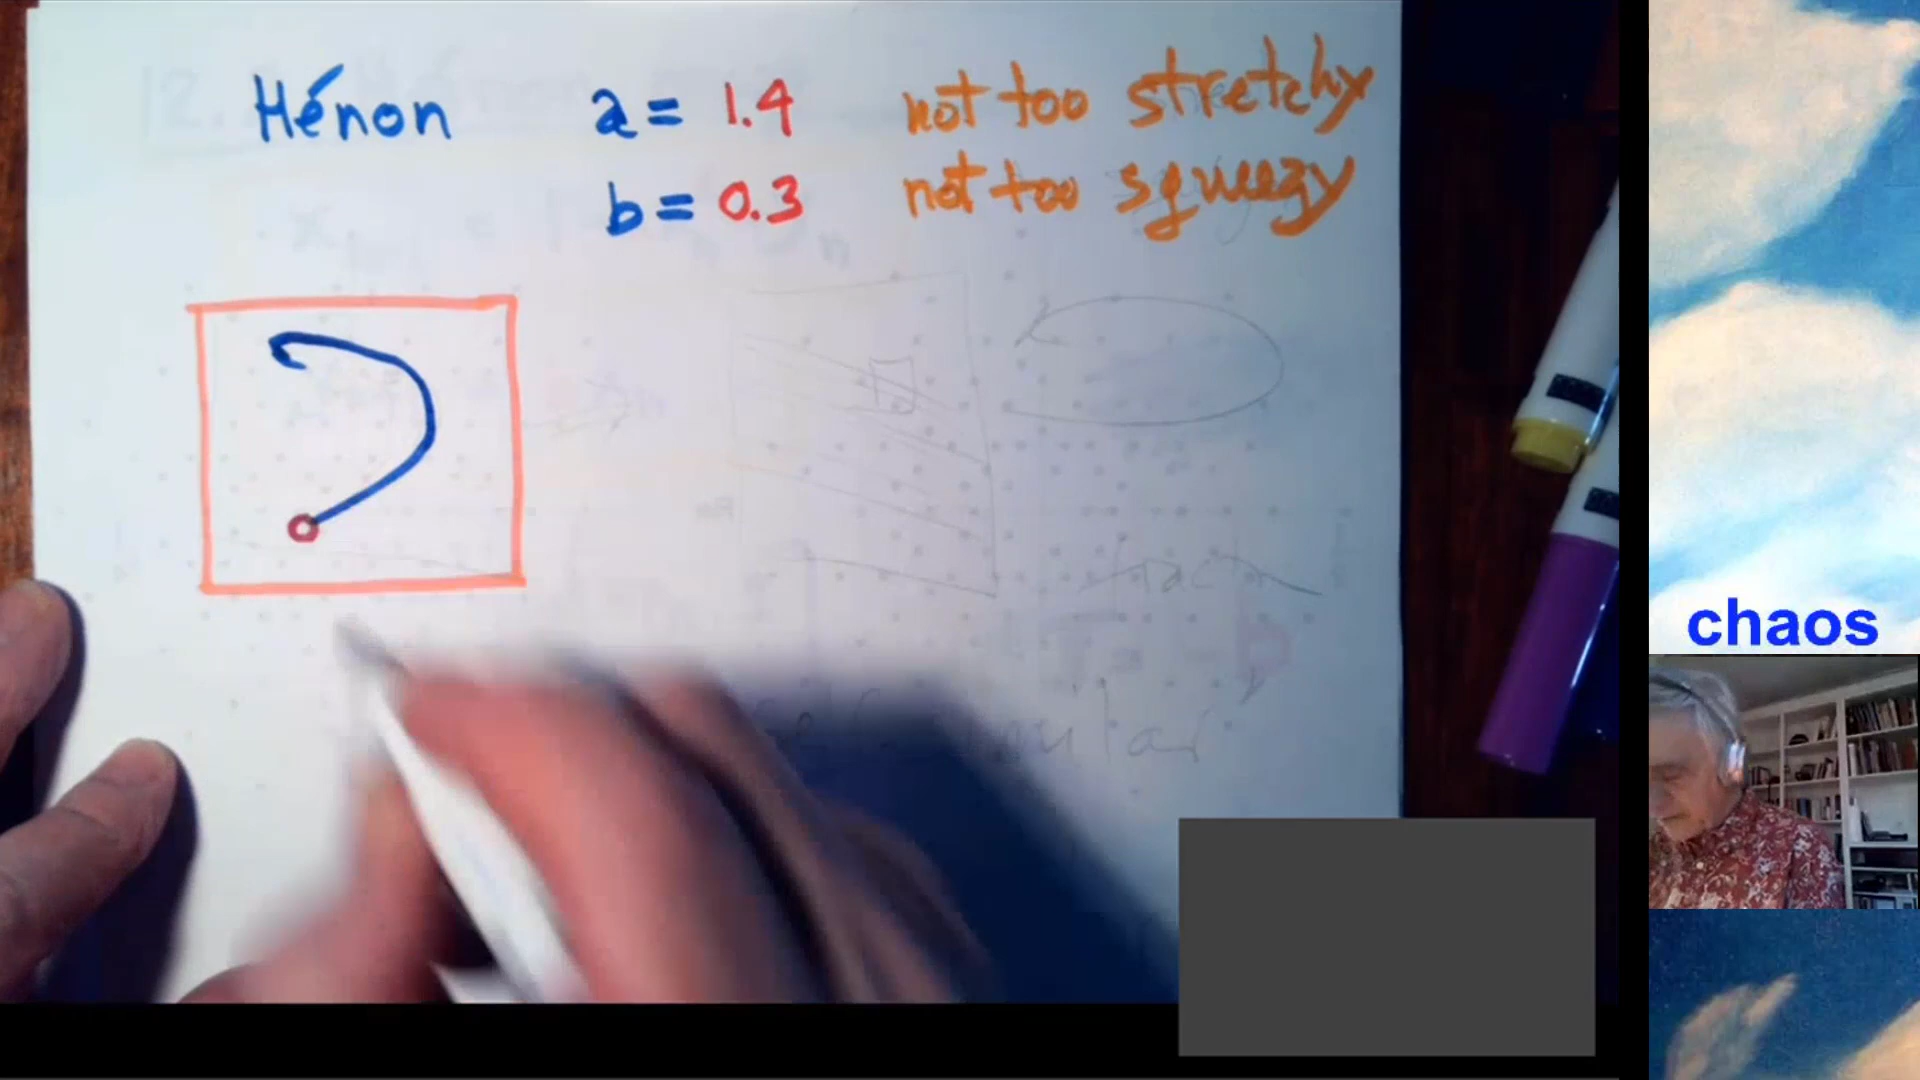 Hénon a = 1.4 not too stretchy
b = 0.3 not too squeezy
chaos